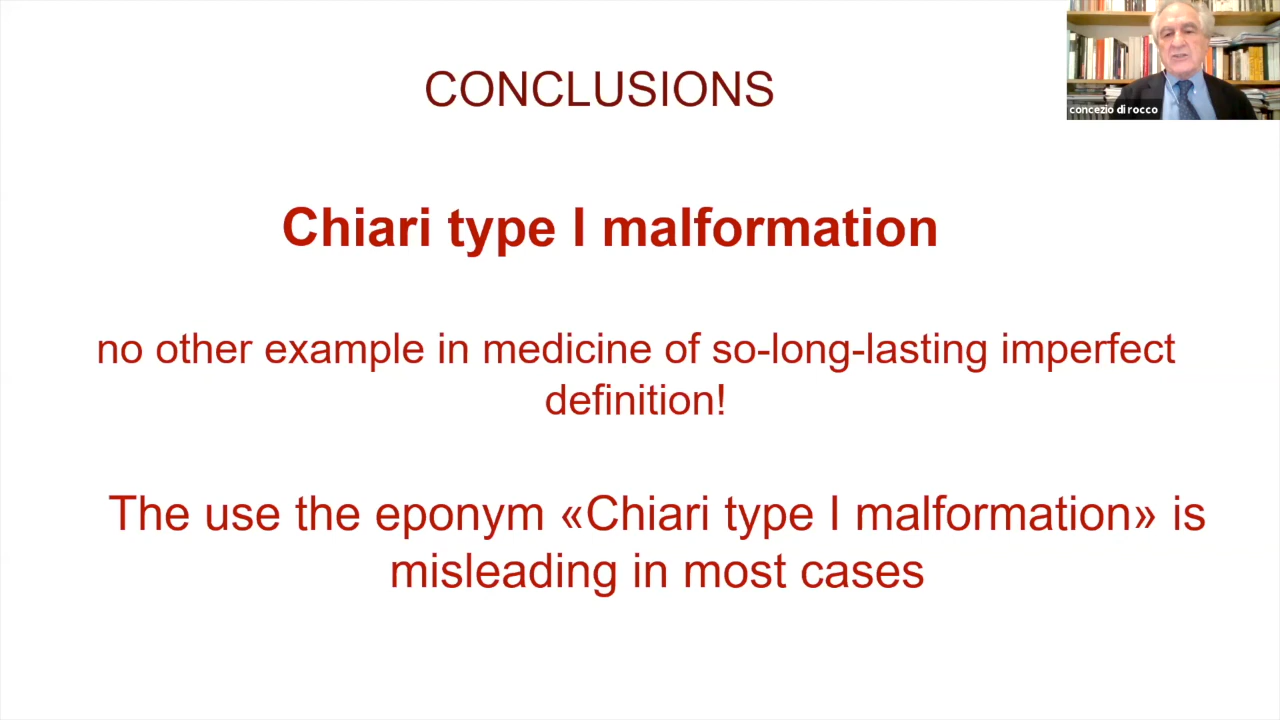 concezio di rocco
CONCLUSIONS
Chiari type I malformation
no other example in medicine of so-long-lasting imperfect
definition!
The use the eponym «Chiari type I malformation» is
misleading in most cases